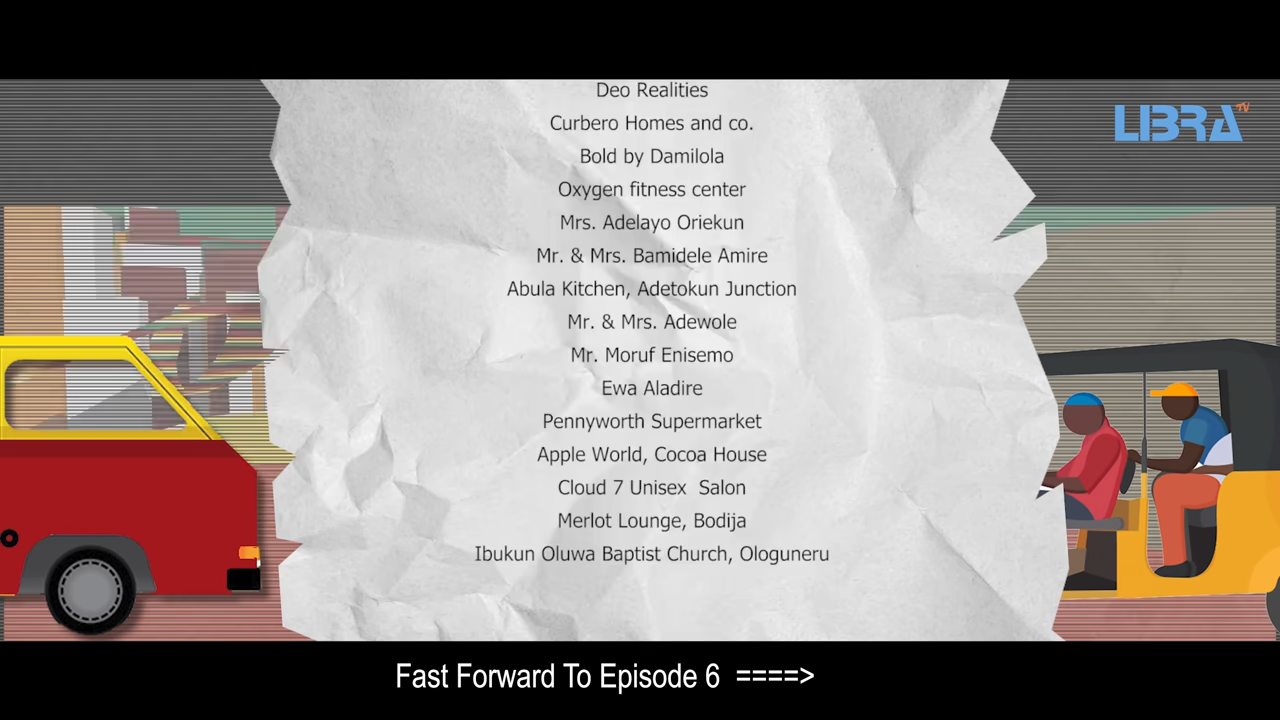 Deo Realities
LIBRA TV
Curbero Homes and co.
Bold by Damilola
Oxygen fitness center
Mrs. Adelayo Oriekun
Mr. & Mrs. Bamidele Amire
Abula Kitchen, Adetokun Junction
Mr. & Mrs. Adewole
Mr. Moruf Enisemo
Ewa Aladire
Pennyworth Supermarket
Apple World, Cocoa House
Cloud 7 Unisex  Salon
Merlot Lounge, Bodija
Ibukun Oluwa Baptist Church, Ologuneru
Fast Forward To Episode 6  ====>